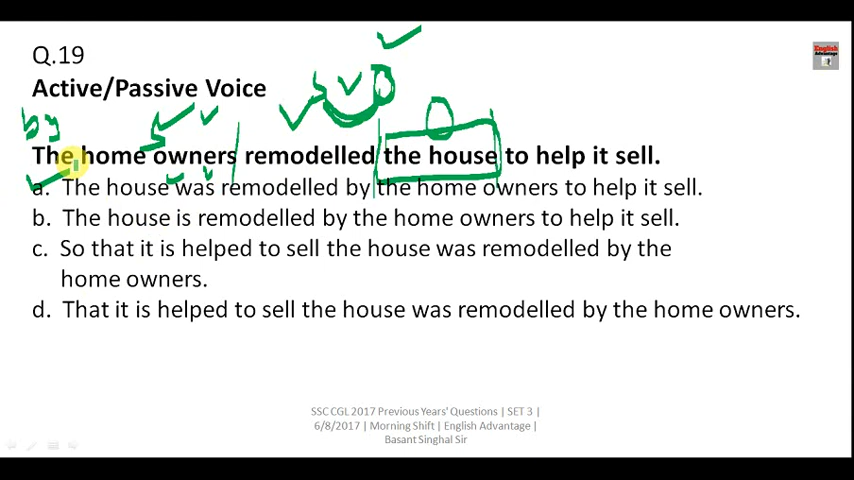 Q.19
Active/Passive Voice
English
Advantage
S V O
by
S
O
The home owners remodelled the house to help it sell.
a. The house was remodelled by the home owners to help it sell.
b. The house is remodelled by the home owners to help it sell.
c. So that it is helped to sell the house was remodelled by the
home owners.
d. That it is helped to sell the house was remodelled by the home owners.
SSC CGL 2017 Previous Years' Questions | SET 3 |
6/8/2017 | Morning Shift | English Advantage |
Basant Singhal Sir